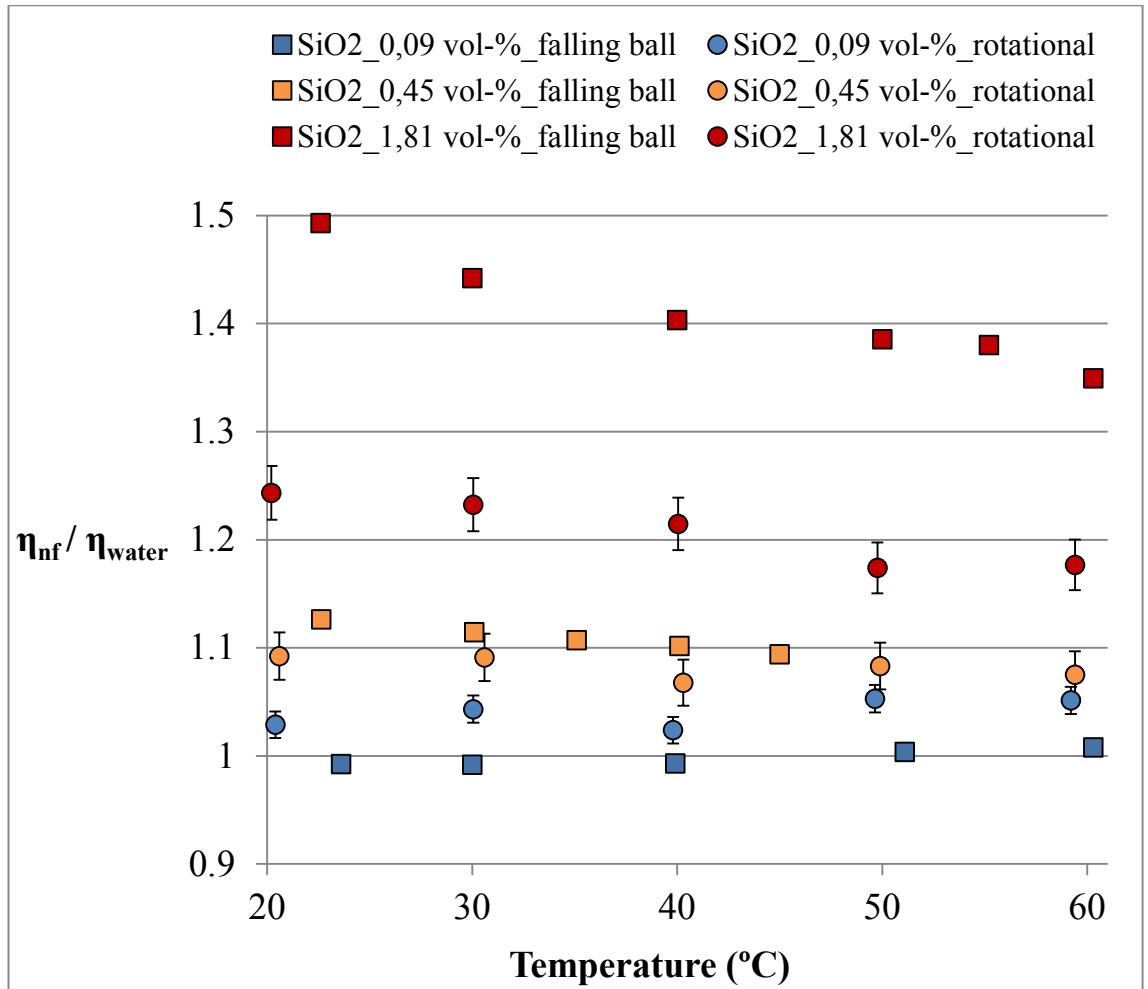 SiO2_0,09 vol-%_falling ball SiO2_0,09 vol-%_rotational
SiO2_0,45 vol-%_falling ball SiO2_0,45 vol-%_rotational
SiO2_1,81 vol-%_falling ball SiO2_1,81 vol-%_rotational
1.5
1.4
1.3
1.2
ηnf / ηwater
1.1
1
0.9
20 30 40 50 60
Temperature (ºC)